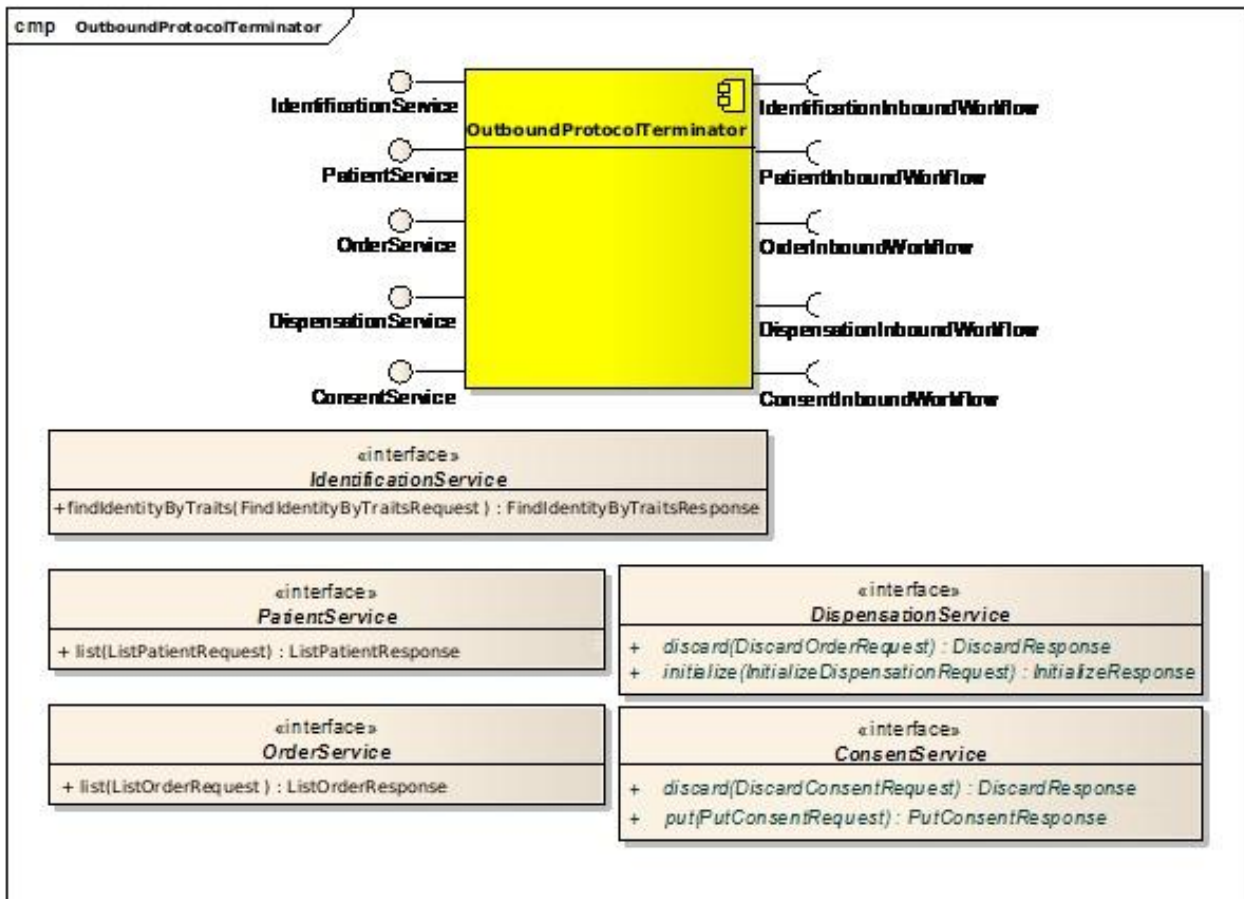 cmp OutboundProtocolTerminator
IdentificationService
IdentificationInboundWorkflow
OutboundProtocolTerminator
PatientService
PatientInboundWorkflow
OrderService
OrderInboundWorkflow
DispensationService
DispensationInboundWorkflow
ConsentService
ConsentInboundWorkflow
«interface»
IdentificationService
+findIdentityByTraits(FindIdentityByTraitsRequest ) : FindIdentityByTraitsResponse
«interface»
PatientService
+ list(ListPatientRequest) : ListPatientResponse
«interface»
DispensationService
+ discard(DiscardOrderRequest) : DiscardResponse
+ initialize(InitializeDispensationRequest) : InitializeResponse
«interface»
OrderService
+ list(ListOrderRequest ) : ListOrderResponse
«interface»
ConsentService
+ discard(DiscardConsentRequest) : DiscardResponse
+ put(PutConsentRequest) : PutConsentResponse